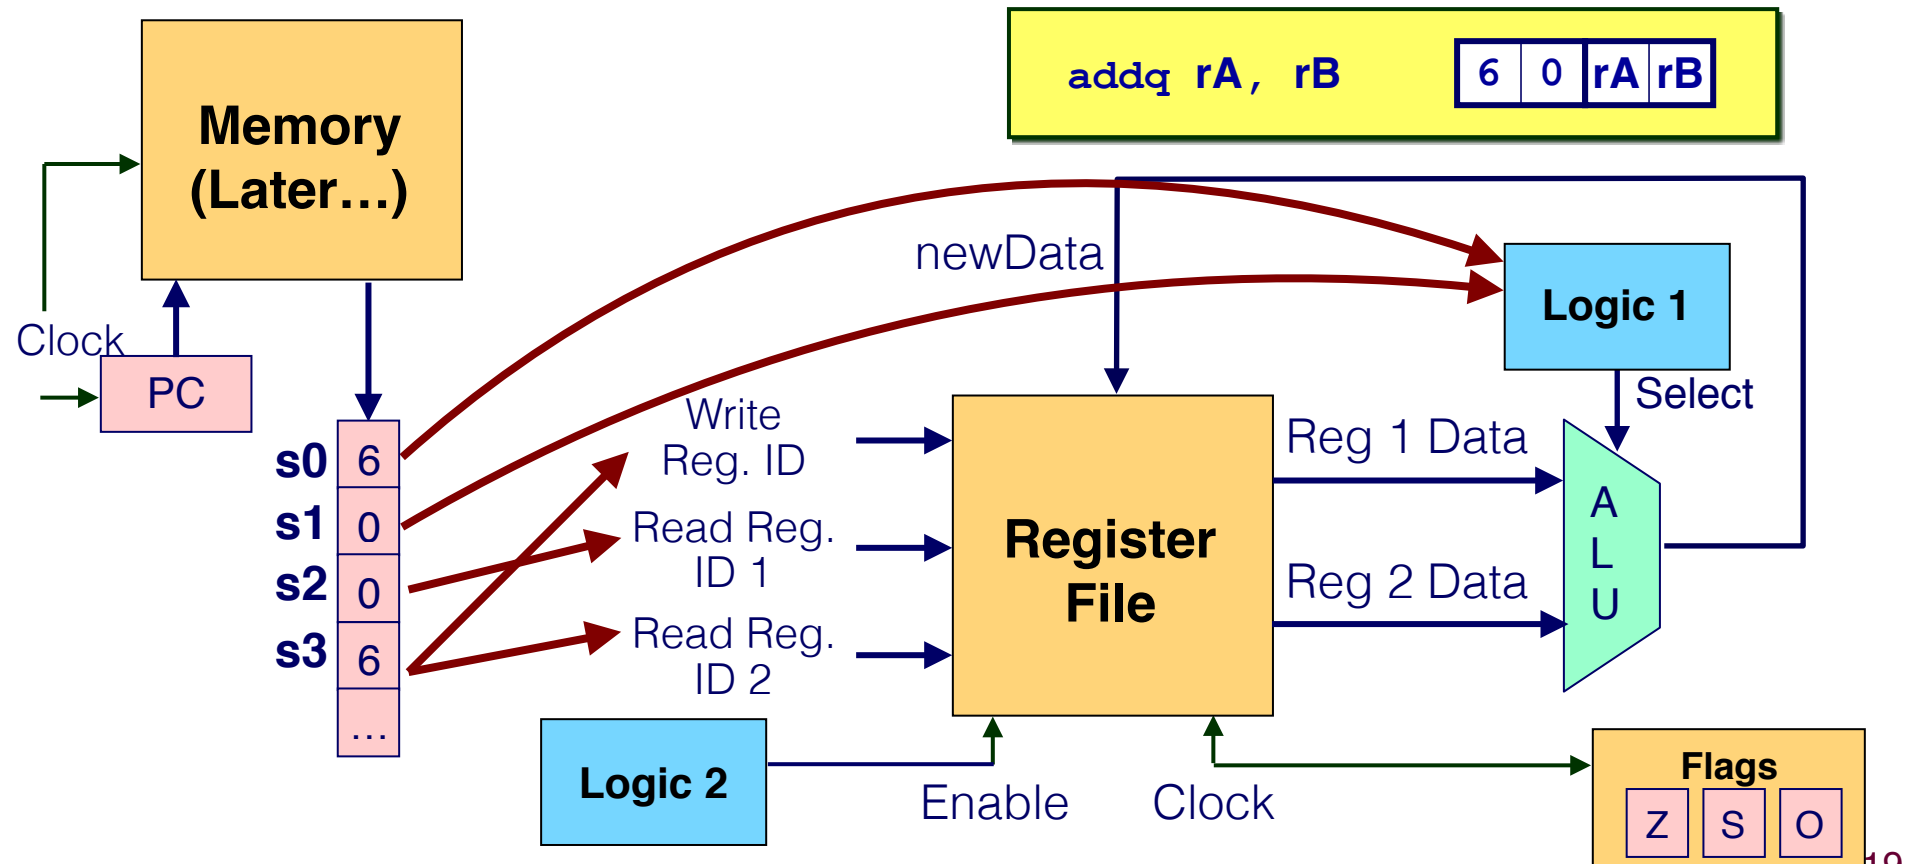 addq rA, rB
6 0 rA rB
Memory
(Later...)
Clock
PC
s0 6
s1 0
s2 0
s3 6
...
newData
Write
Reg. ID
Read Reg.
ID 1
Read Reg.
ID 2
Register
File
Logic 1
Select
Reg 1 Data
Reg 2 Data
A
L
U
Logic 2
Enable
Clock
Flags
Z S O
19